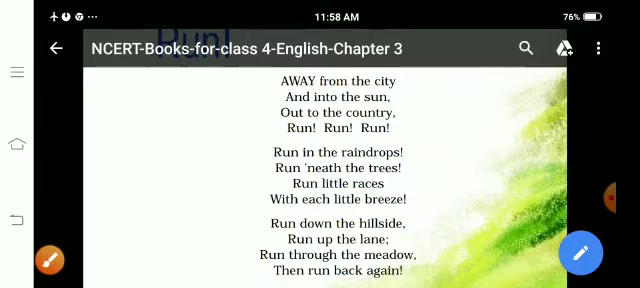 11:58 AM
76%
Run!
NCERT-Books-for-class 4-English-Chapter 3
AWAY from the city
And into the sun,
Out to the country,
Run! Run! Run!
Run in the raindrops!
Run 'neath the trees!
Run little races
With each little breeze!
Run down the hillside,
Run up the lane;
Run through the meadow,
Then run back again!